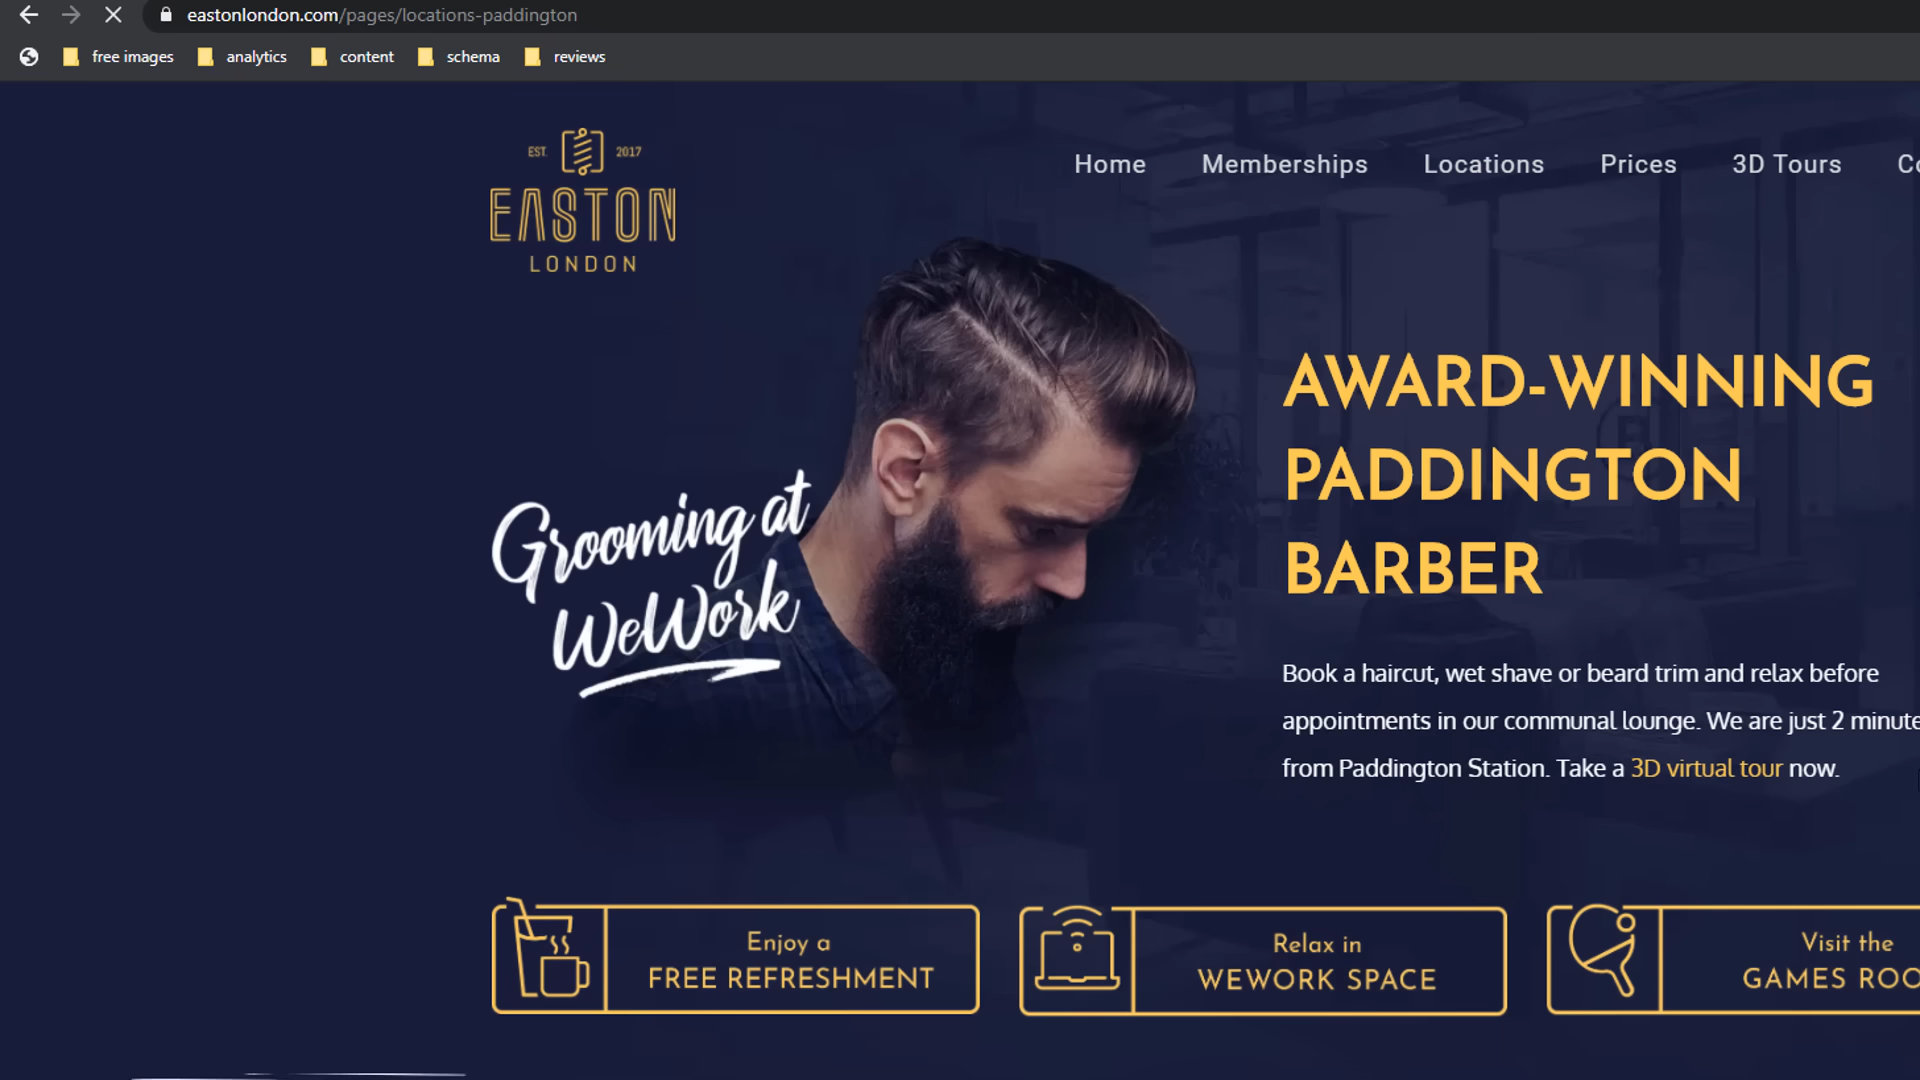 eastonlondon.com/pages/locations-paddington
free images analytics content schema reviews
EST. 2017
EASTON
LONDON
Home Memberships Locations Prices 3D Tours
Grooming at
WeWork
AWARD-WINNING
PADDINGTON
BARBER
Book a haircut, wet shave or beard trim and relax before
appointments in our communal lounge. We are just 2 minute
from Paddington Station. Take a 3D virtual tour now.
Enjoy a
FREE REFRESHMENT
Relax in
WEWORK SPACE
Visit the
GAMES ROO